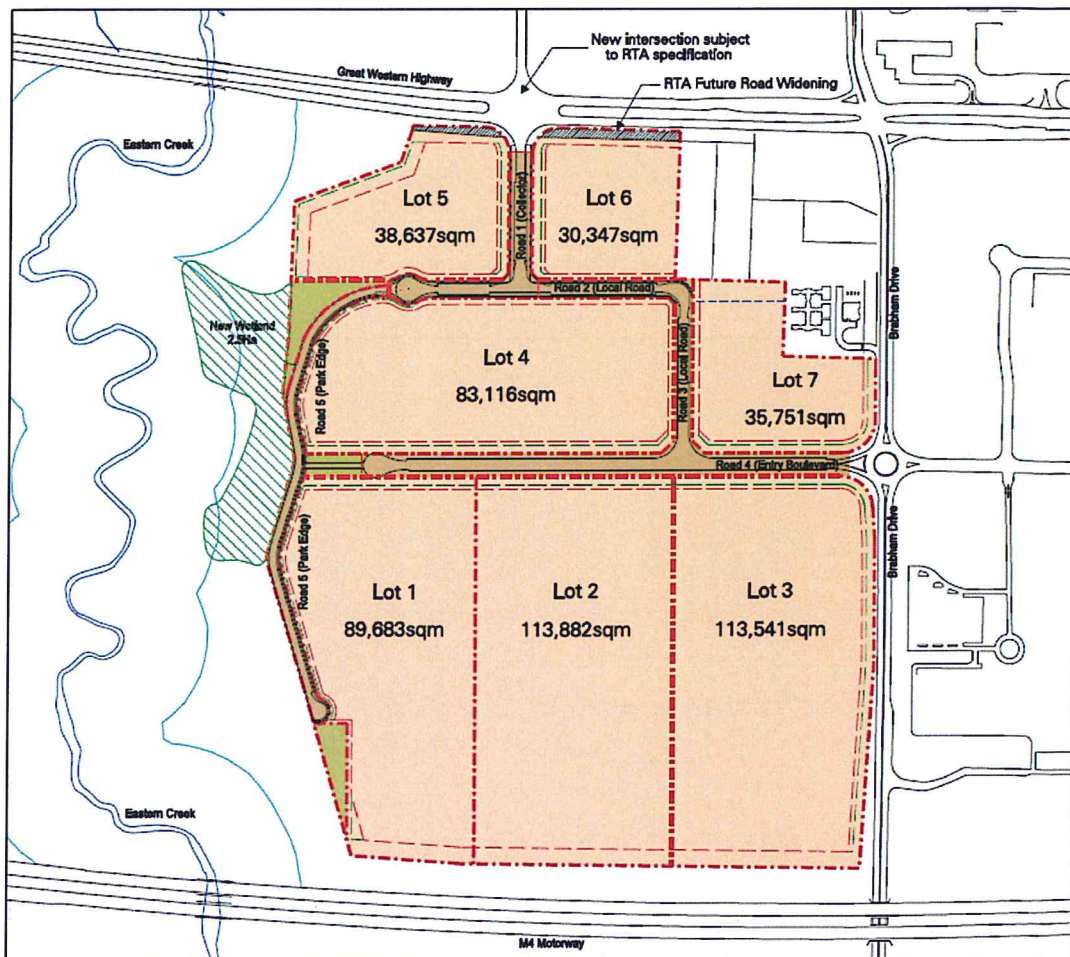 New intersection subject
to RTA specification
Great Western Highway
RTA Future Road Widening
Eastern Creek
Lot 5
38,637sqm
Road 1 (Collector)
Lot 6
30,347sqm
Road 2 (Local Road)
New Wetland
2.5Ha
Road 5 (Park Edge)
Lot 4
83,116sqm
Road 3 (Local Road)
Lot 7
35,751sqm
Brabham Drive
Road 4 (Entry Boulevard)
Road 5 (Park Edge)
Lot 1
89,683sqm
Lot 2
113,882sqm
Lot 3
113,541sqm
Brabham Drive
Eastern Creek
M4 Motorway